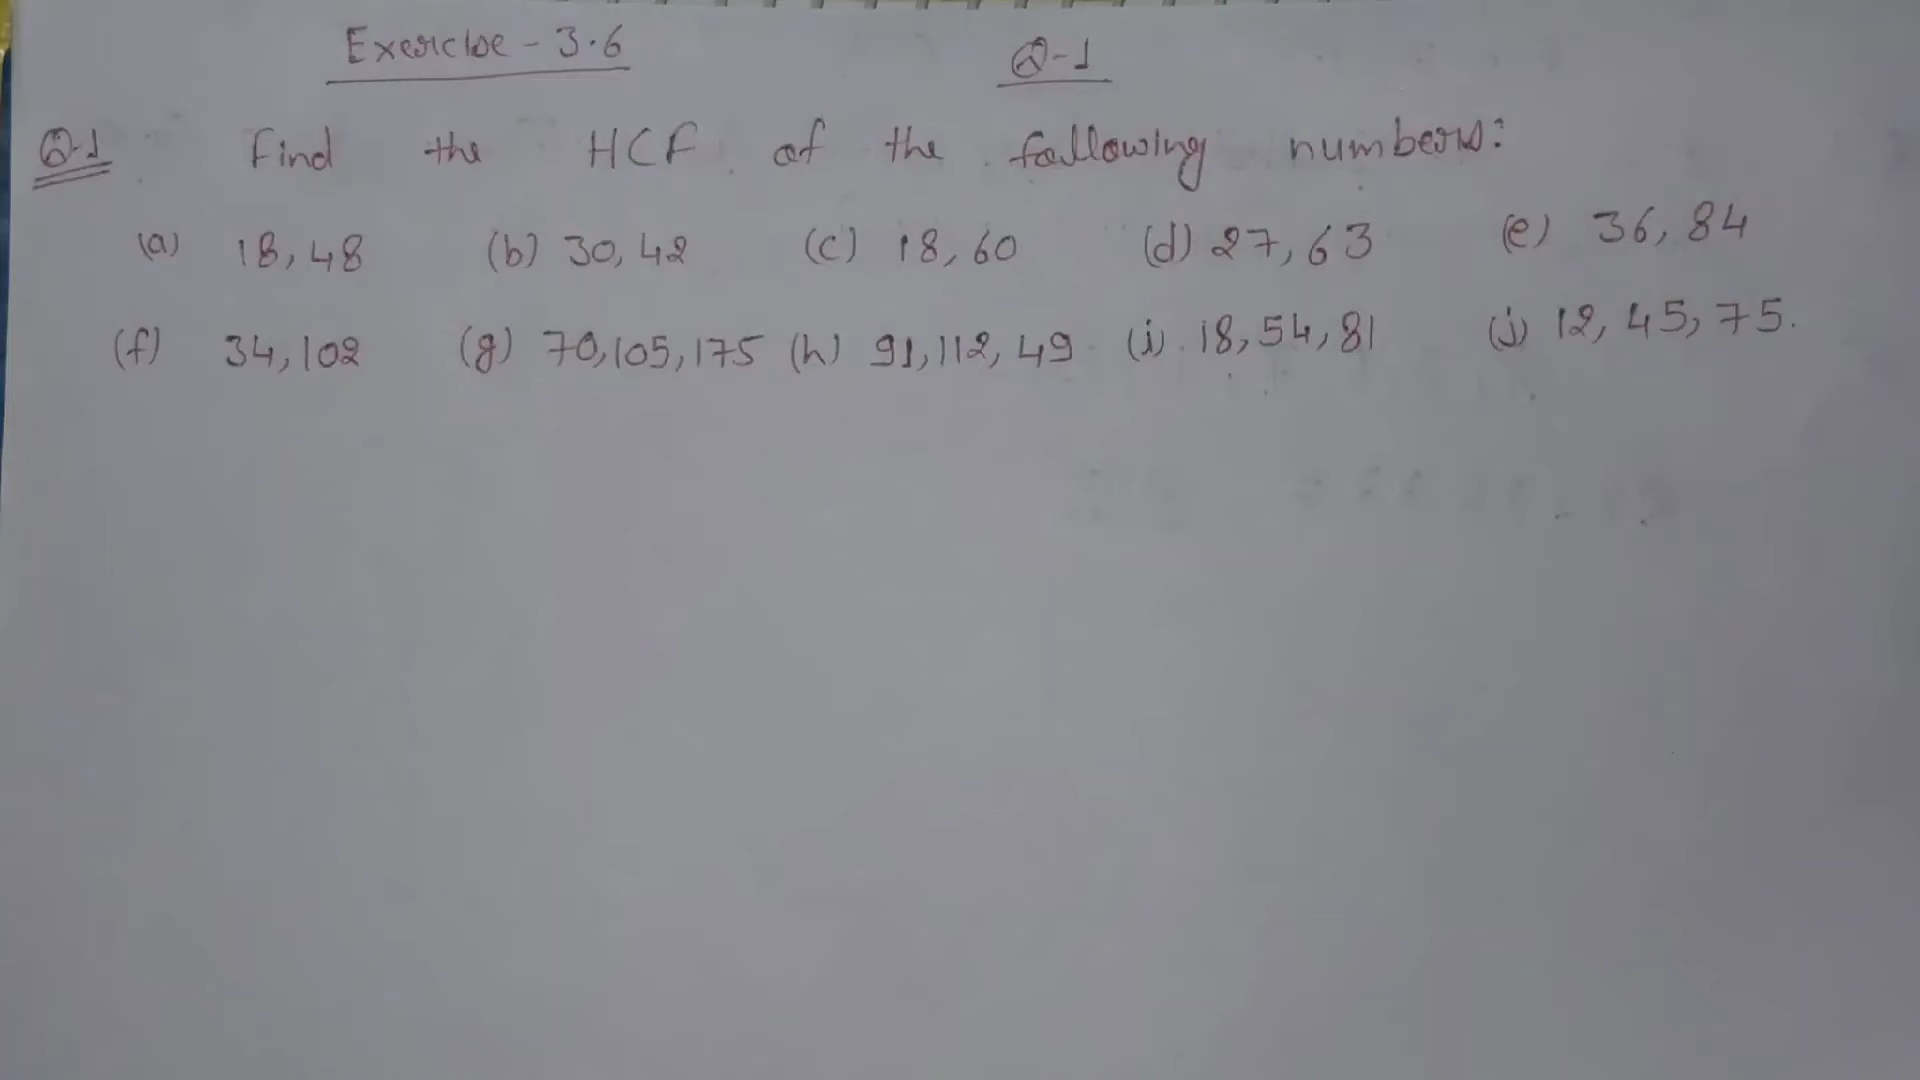 Exercise - 3.6 Q-1
Q-1 Find the HCF of the following numbers:
(a) 18, 48 (b) 30, 42 (c) 18, 60 (d) 27, 63 (e) 36, 84
(f) 34, 102 (g) 70, 105, 175 (h) 91, 112, 49 (i) 18, 54, 81 (j) 12, 45, 75.